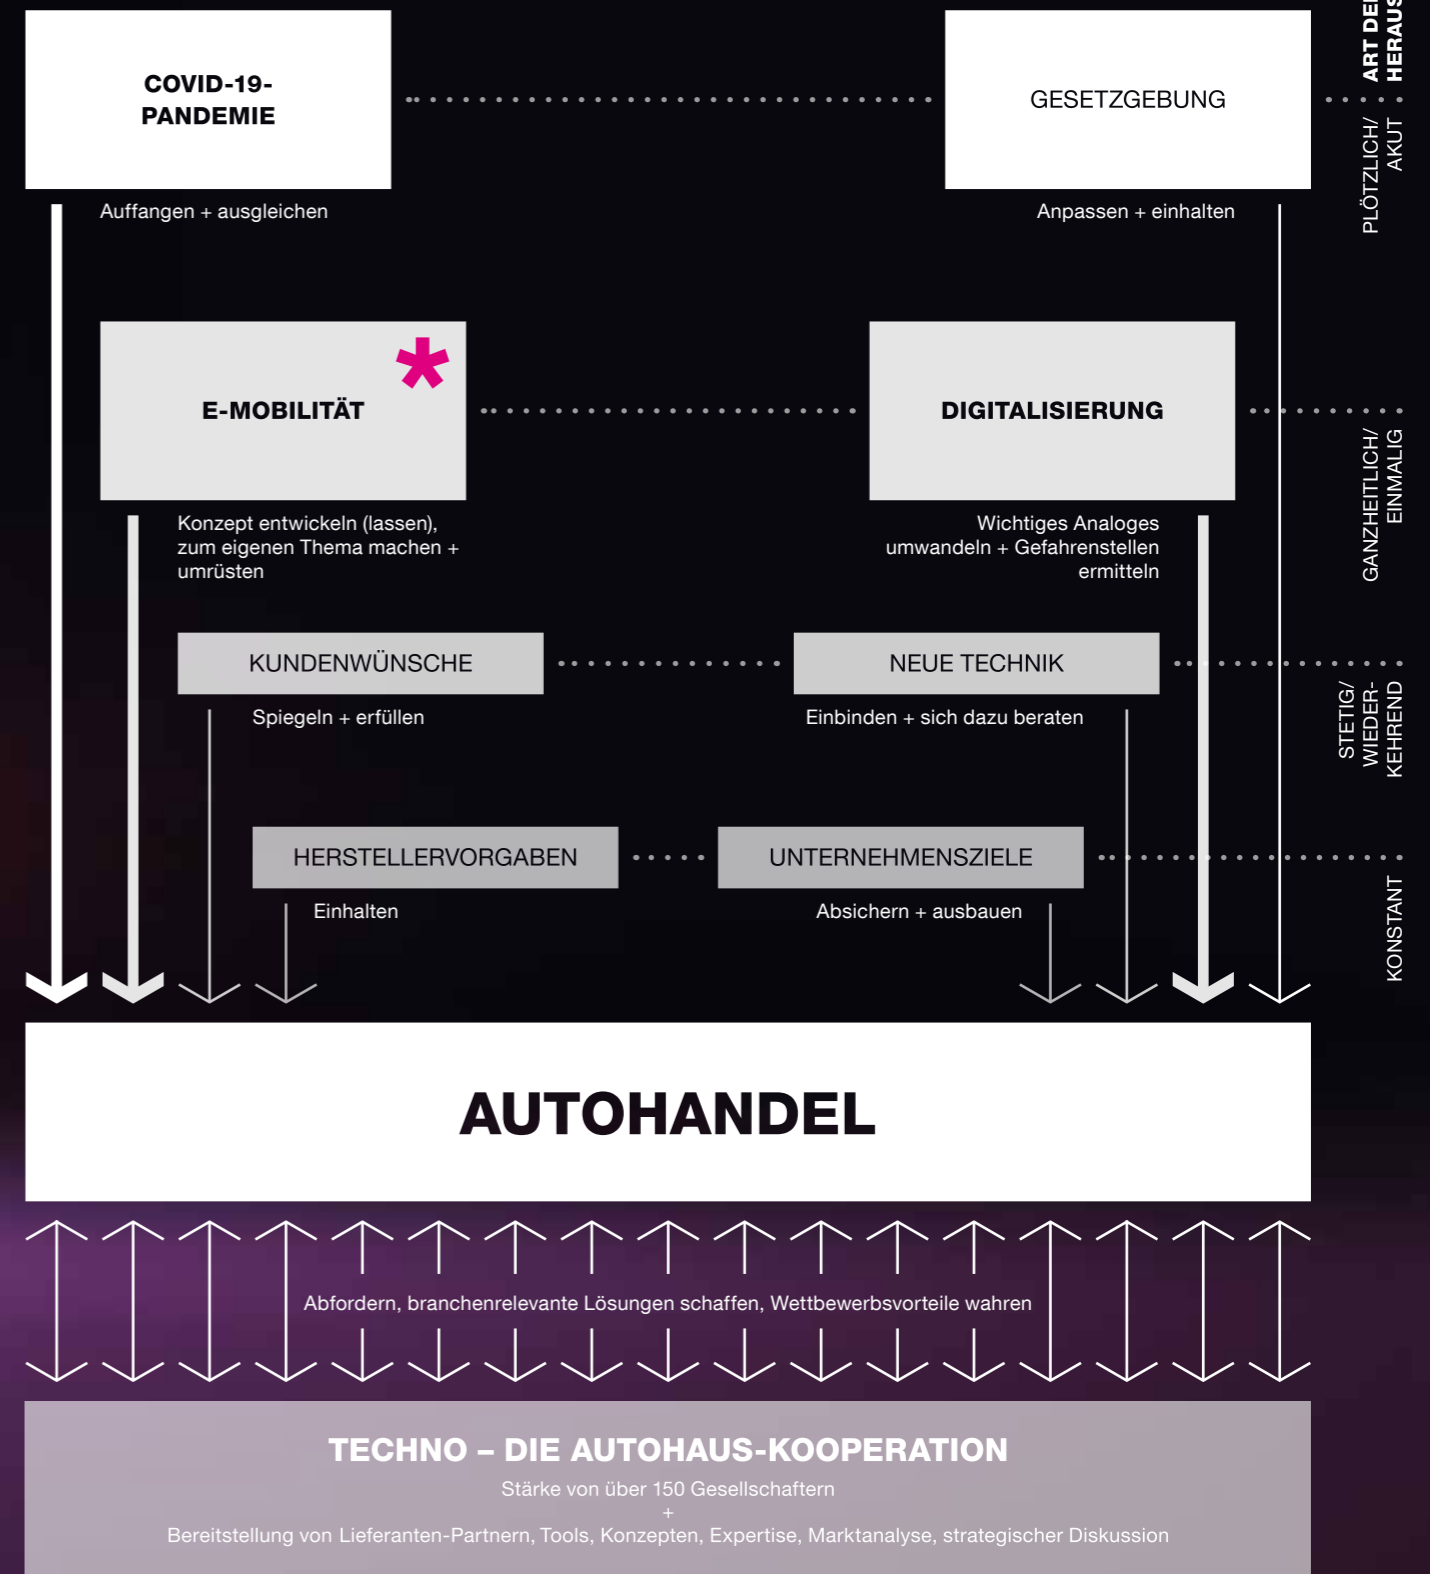 COVID-19-
PANDEMIE
GESETZGEBUNG
ART DER
HERAUS
PLÖTZLICH/
AKUT
Auffangen + ausgleichen
Anpassen + einhalten
*
E-MOBILITÄT
DIGITALISIERUNG
GANZHEITLICH/
EINMALIG
Konzept entwickeln (lassen),
zum eigenen Thema machen +
umrüsten
Wichtiges Analoges
umwandeln + Gefahrenstellen
ermitteln
KUNDENWÜNSCHE
NEUE TECHNIK
STETIG/
WIEDER-
KEHREND
Spiegeln + erfüllen
Einbinden + sich dazu beraten
HERSTELLERVORGABEN
UNTERNEHMENSZIELE
KONSTANT
Einhalten
Absichern + ausbauen
AUTOHANDEL
Abfordern, branchenrelevante Lösungen schaffen, Wettbewerbsvorteile wahren
TECHNO – DIE AUTOHAUS-KOOPERATION
Stärke von über 150 Gesellschaftern
+
Bereitstellung von Lieferanten-Partnern, Tools, Konzepten, Expertise, Marktanalyse, strategischer Diskussion